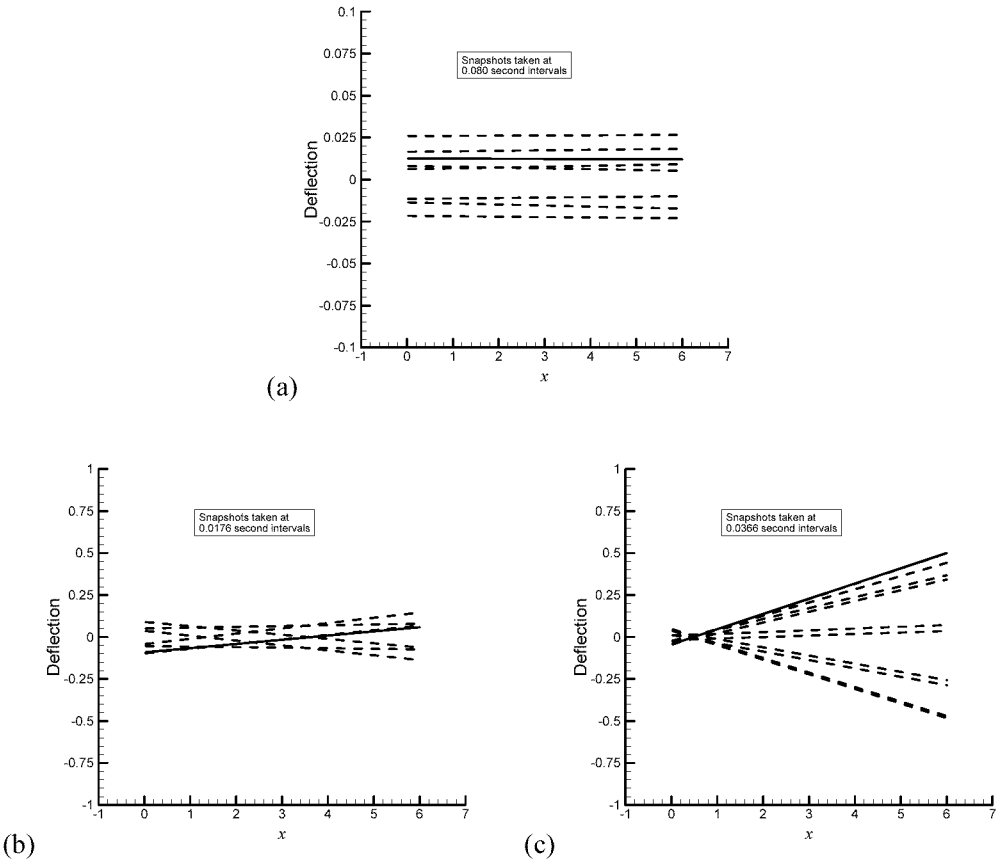 0.1
0.075
0.05
0.025
0
-0.025
-0.05
-0.075
-0.1
Deflection
Snapshots taken at
0.080 second intervals
-1 0 1 2 3 4 5 6 7
x
(a)
1
0.75
0.5
0.25
0
-0.25
-0.5
-0.75
-1
Deflection
Snapshots taken at
0.0176 second intervals
-1 0 1 2 3 4 5 6 7
x
(b)
1
0.75
0.5
0.25
0
-0.25
-0.5
-0.75
-1
Deflection
Snapshots taken at
0.0366 second intervals
-1 0 1 2 3 4 5 6 7
x
(c)